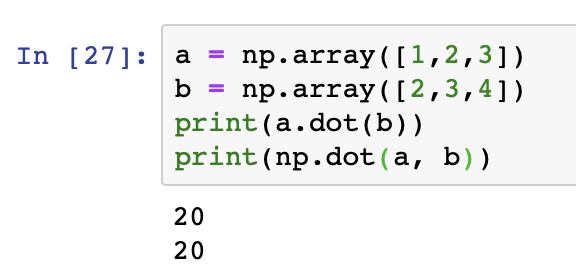 In [27]: a = np.array([1,2,3])
b = np.array([2,3,4])
print(a.dot(b))
print(np.dot(a, b))
20
20